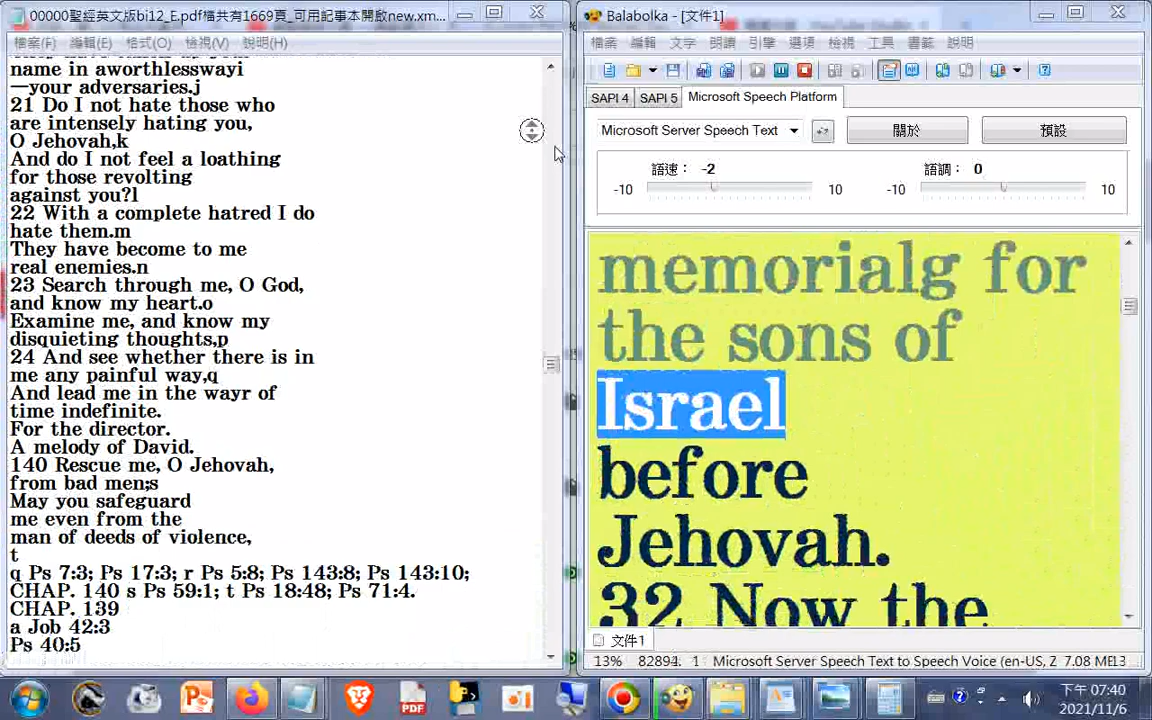 00000聖經英文版bi12_E.pdf檔共有1669頁_可用記事本開啟new.xm...
檔案(F) 編輯(E) 格式(O) 檢視(V) 說明(H)
name in aworthlesswayi
—your adversaries.j
21 Do I not hate those who
are intensely hating you,
O Jehovah,k
And do I not feel a loathing
for those revolting
against you?l
22 With a complete hatred I do
hate them.m
They have become to me
real enemies.n
23 Search through me, O God,
and know my heart.o
Examine me, and know my
disquieting thoughts,p
24 And see whether there is in
me any painful way,q
And lead me in the wayr of
time indefinite.
For the director.
A melody of David.
140 Rescue me, O Jehovah,
from bad men;s
May you safeguard
me even from the
man of deeds of violence,
t
q Ps 7:3; Ps 17:3; r Ps 5:8; Ps 143:8; Ps 143:10;
CHAP. 140 s Ps 59:1; t Ps 18:48; Ps 71:4.
CHAP. 139
a Job 42:3
Ps 40:5
Balabolka - [文件1]
檔案 編輯 文字 朗讀 引擎 選項 檢視 工具 書籤 說明
SAPI 4 SAPI 5 Microsoft Speech Platform
Microsoft Server Speech Text 關於 預設
語速: -2 語調: 0
-10 10 -10 10
memorialg for
the sons of
Israel
before
Jehovah.
32 Now the
文件1
13% 82894. 1 Microsoft Server Speech Text to Speech Voice (en-US, Z 7.08 ME13
PDF
下午 07:40
2021/11/6